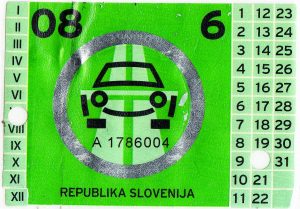 I
II
III
IV
V
VI
VIII
IX
X
XI
XII
08 6
A 1786004
REPUBLIKA SLOVENIJA
1 12 23
2 13 24
3 14 25
4 15 26
5 16 27
6 17 28
7 18 29
8 19 30
9 31
10 21
11 22